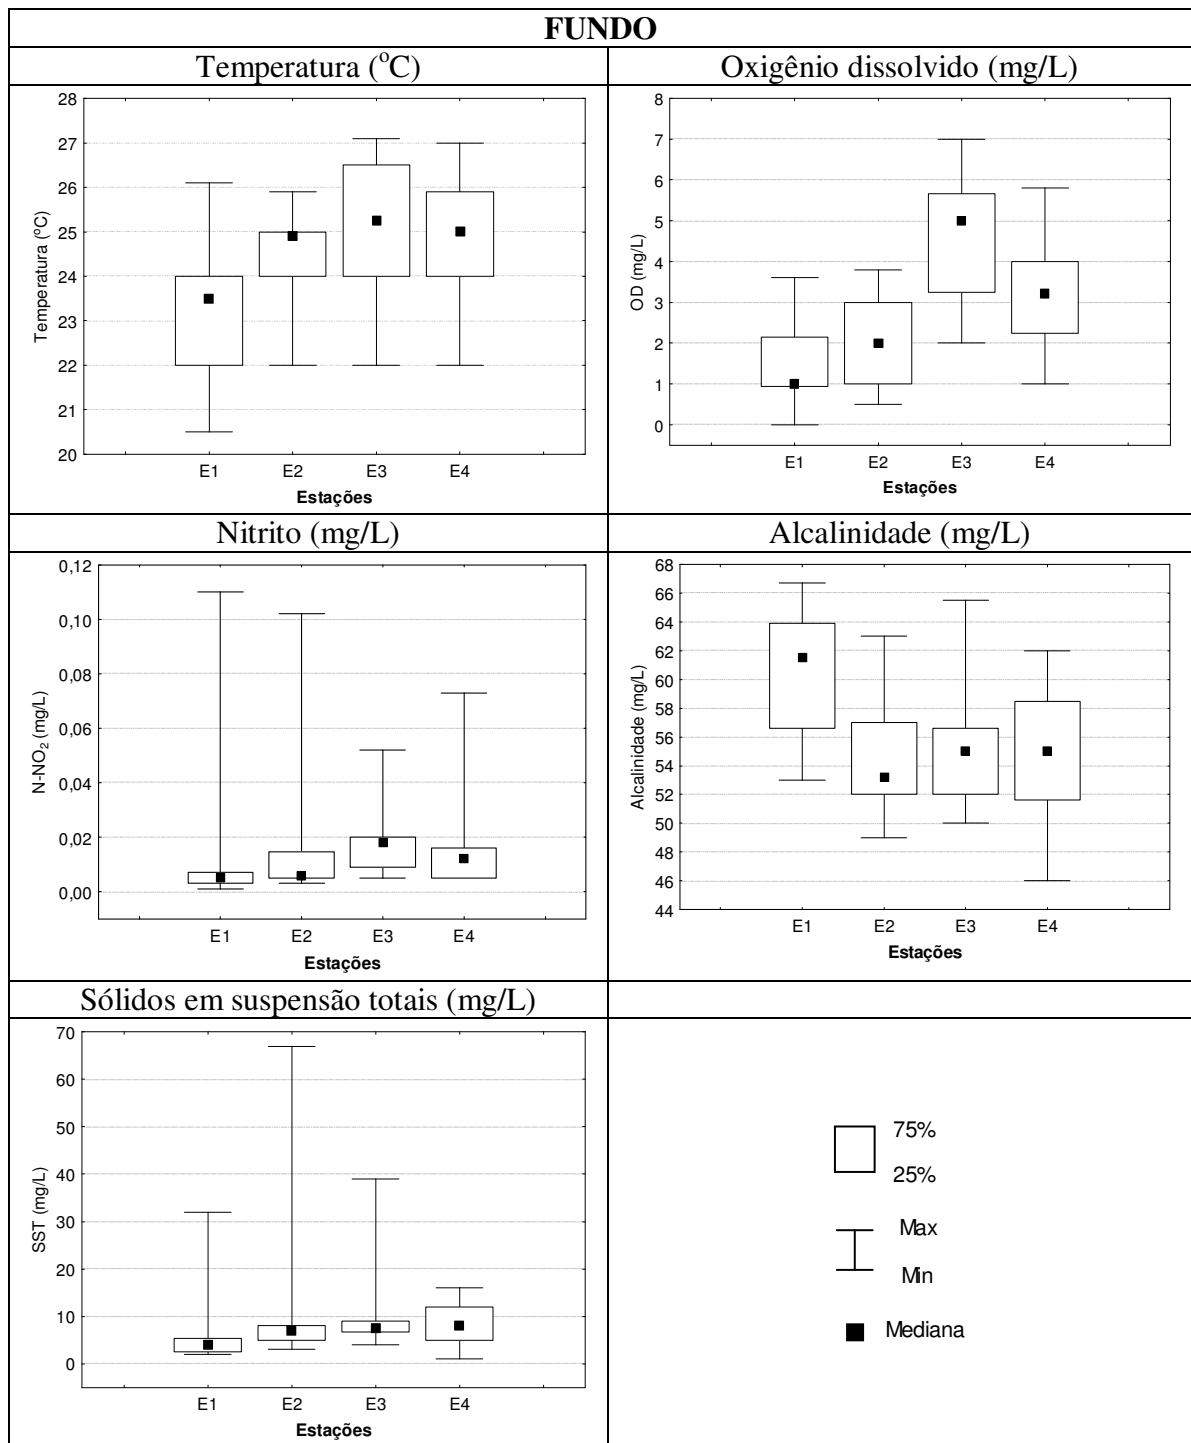 FUNDO
Temperatura (°C)
Oxigênio dissolvido (mg/L)
28
27
26
25
24
23
22
21
20
Temperatura (°C)
E1 E2 E3 E4
Estações
8
7
6
5
4
3
2
1
0
OD (mg/L)
E1 E2 E3 E4
Estações
Nitrito (mg/L)
Alcalinidade (mg/L)
0,12
0,10
0,08
0,06
0,04
0,02
0,00
N-NO₂ (mg/L)
E1 E2 E3 E4
Estações
68
66
64
62
60
58
56
54
52
50
48
46
44
Alcalinidade (mg/L)
E1 E2 E3 E4
Estações
Sólidos em suspensão totais (mg/L)
70
60
50
40
30
20
10
0
SST (mg/L)
E1 E2 E3 E4
Estações
75%
25%
Max
Min
Mediana